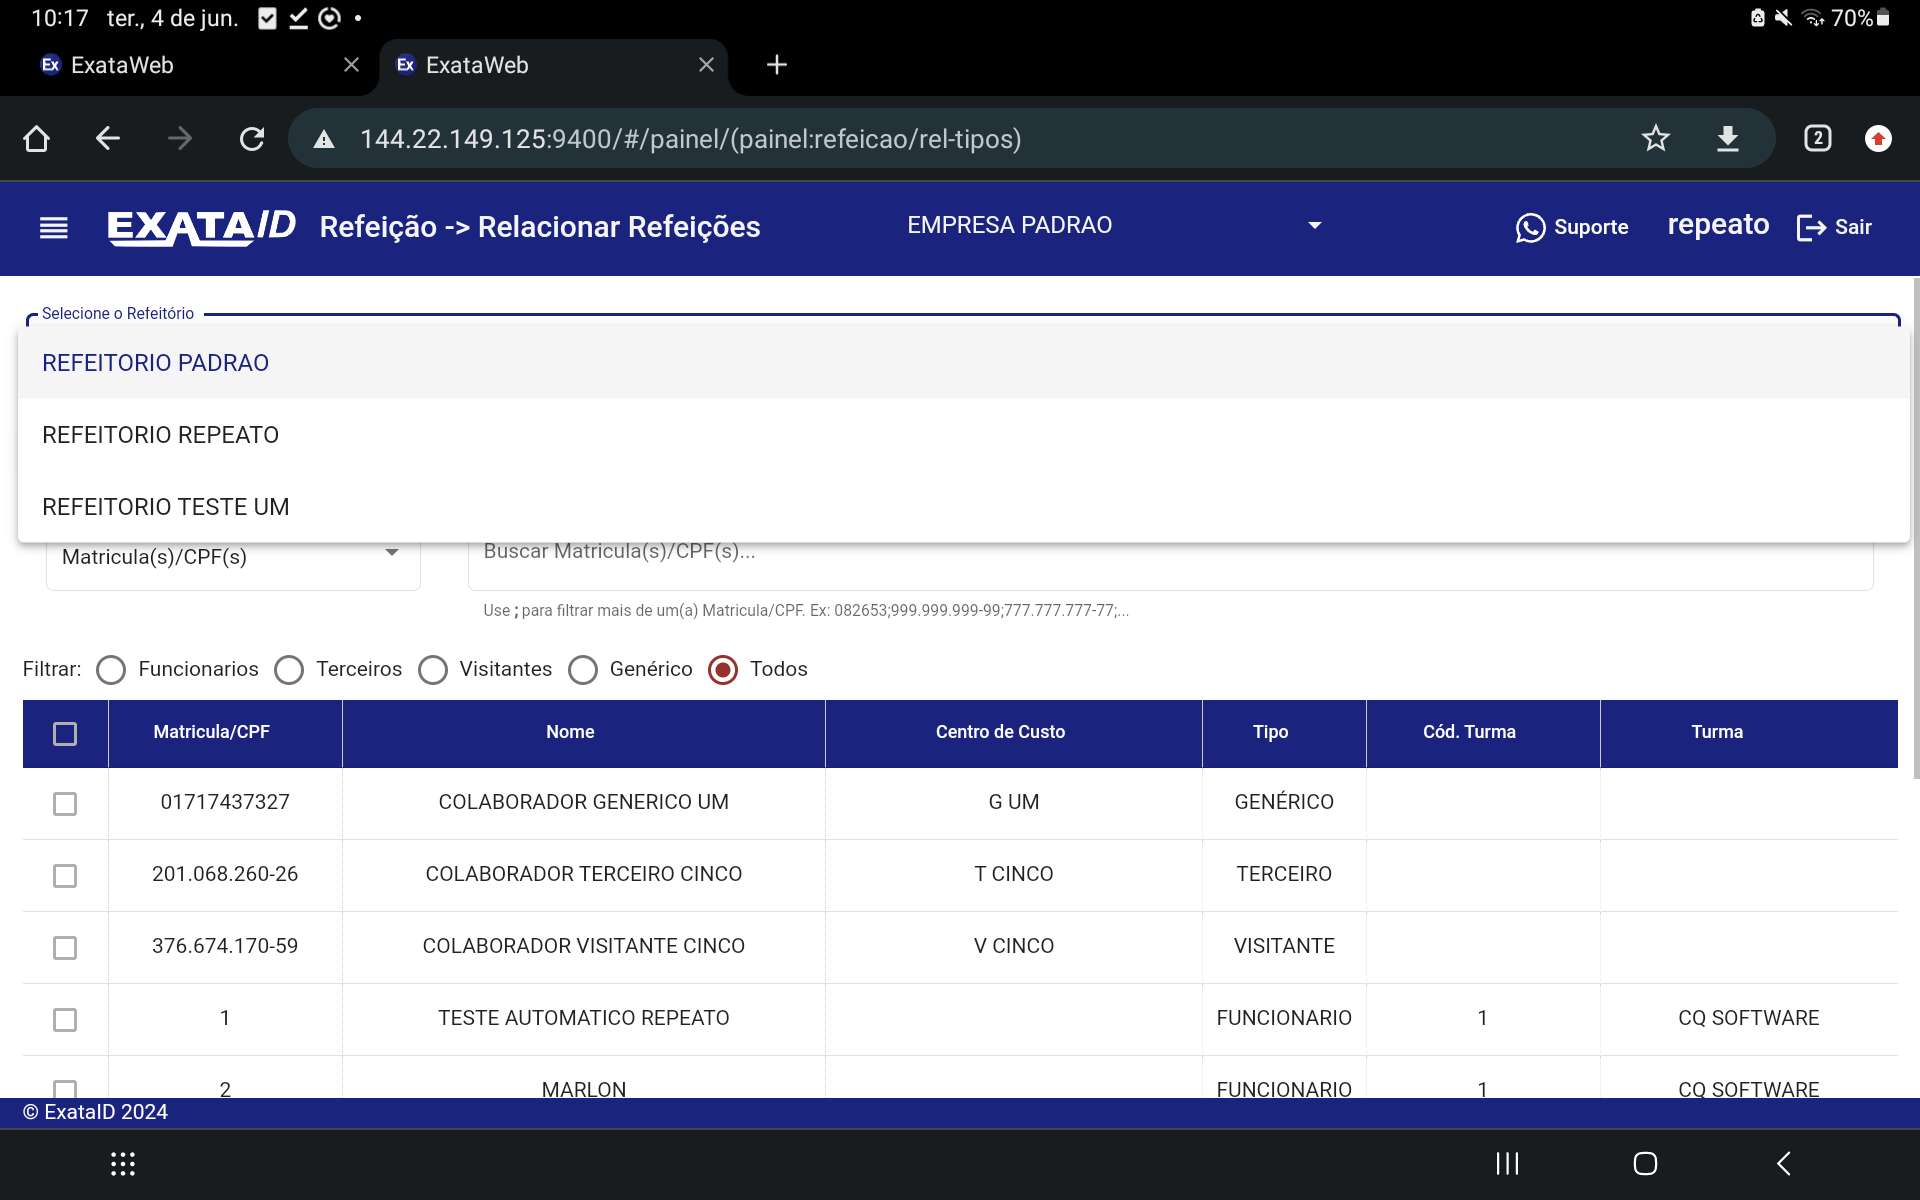 10:17 ter., 4 de jun. 70%
Ex ExataWeb Ex ExataWeb
144.22.149.125:9400/#/painel/(painel:refeicao/rel-tipos) 2
EXATAID Refeição -> Relacionar Refeições EMPRESA PADRAO Suporte repeato Sair
Selecione o Refeitório
REFEITORIO PADRAO
REFEITORIO REPEATO
REFEITORIO TESTE UM
Matricula(s)/CPF(s) Buscar Matricula(s)/CPF(s)...
Use ; para filtrar mais de um(a) Matricula/CPF. Ex: 082653;999.999.999-99;777.777.777-77;...
Filtrar: Funcionarios Terceiros Visitantes Genérico Todos
Matricula/CPF Nome Centro de Custo Tipo Cód. Turma Turma
01717437327 COLABORADOR GENERICO UM G UM GENÉRICO
201.068.260-26 COLABORADOR TERCEIRO CINCO T CINCO TERCEIRO
376.674.170-59 COLABORADOR VISITANTE CINCO V CINCO VISITANTE
1 TESTE AUTOMATICO REPEATO FUNCIONARIO 1 CQ SOFTWARE
2 MARLON FUNCIONARIO 1 CQ SOFTWARE
© ExataID 2024